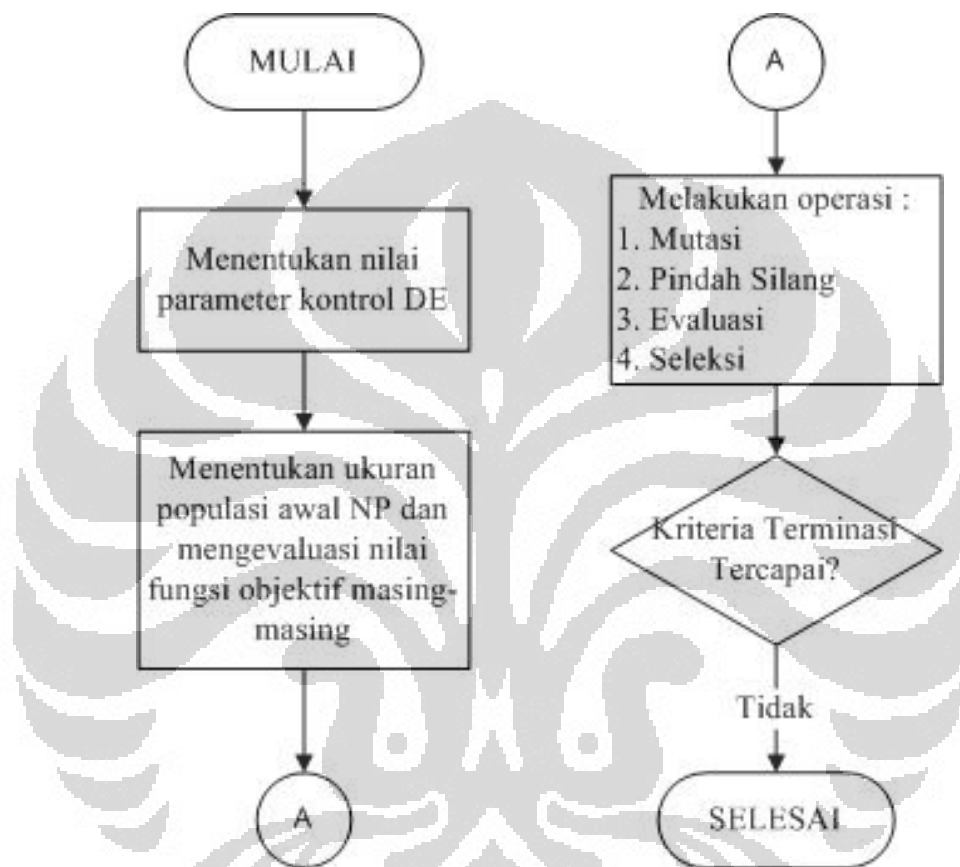 MULAI
Menentukan nilai
parameter kontrol DE
Menentukan ukuran
populasi awal NP dan
mengevaluasi nilai
fungsi objektif masing-
masing
A
A
Melakukan operasi :
1. Mutasi
2. Pindah Silang
3. Evaluasi
4. Seleksi
Kriteria Terminasi
Tercapai?
Tidak
SELESAI